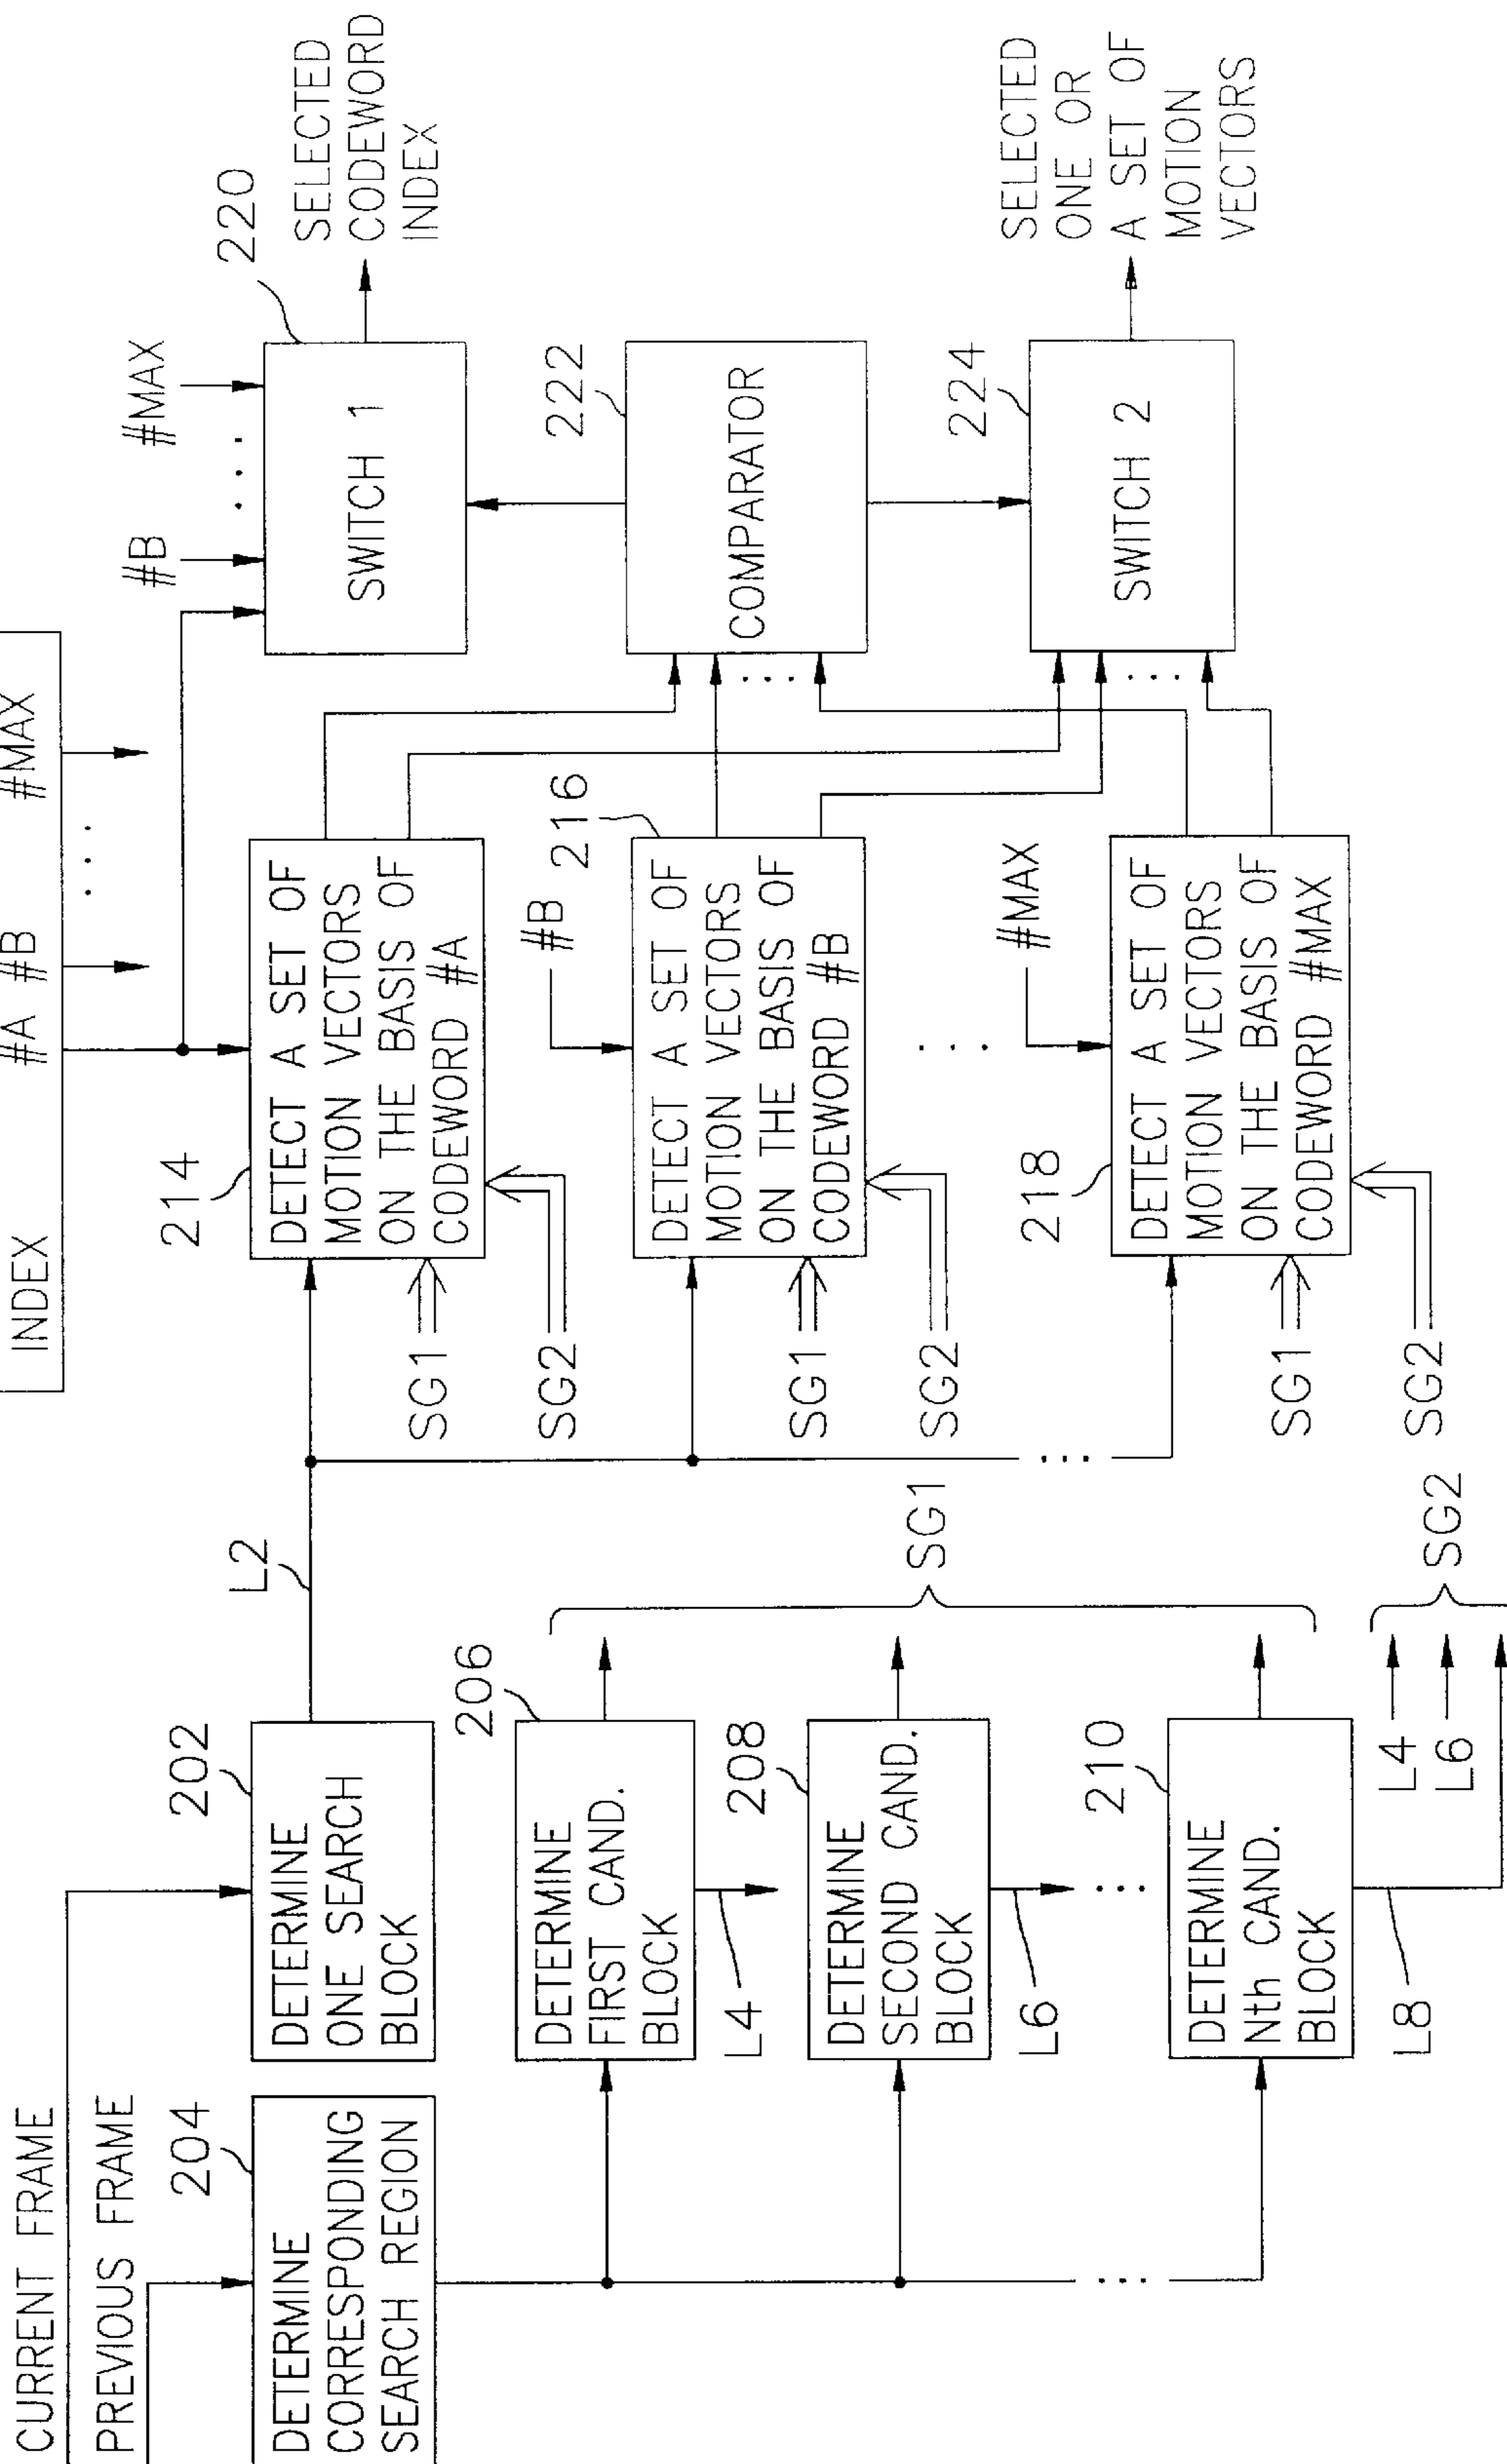 CURRENT FRAME
PREVIOUS FRAME
204
DETERMINE
CORRESPONDING
SEARCH REGION
202
DETERMINE
ONE SEARCH
BLOCK
L2
206
DETERMINE
FIRST CAND.
BLOCK
L4
208
DETERMINE
SECOND CAND.
BLOCK
L6
...
210
DETERMINE
Nth CAND.
BLOCK
L8
...
SG1
L4
L6
SG2
INDEX
#A #B #MAX
...
214
DETECT A SET OF
MOTION VECTORS
ON THE BASIS OF
CODEWORD #A
SG1
SG2
#B
216
DETECT A SET OF
MOTION VECTORS
ON THE BASIS OF
CODEWORD #B
SG1
SG2
...
...
#MAX
218
DETECT A SET OF
MOTION VECTORS
ON THE BASIS OF
CODEWORD #MAX
SG1
SG2
#B ... #MAX
220
SWITCH 1
SELECTED
CODEWORD
INDEX
222
COMPARATOR
...
224
SWITCH 2
...
SELECTED
ONE OR
A SET OF
MOTION
VECTORS